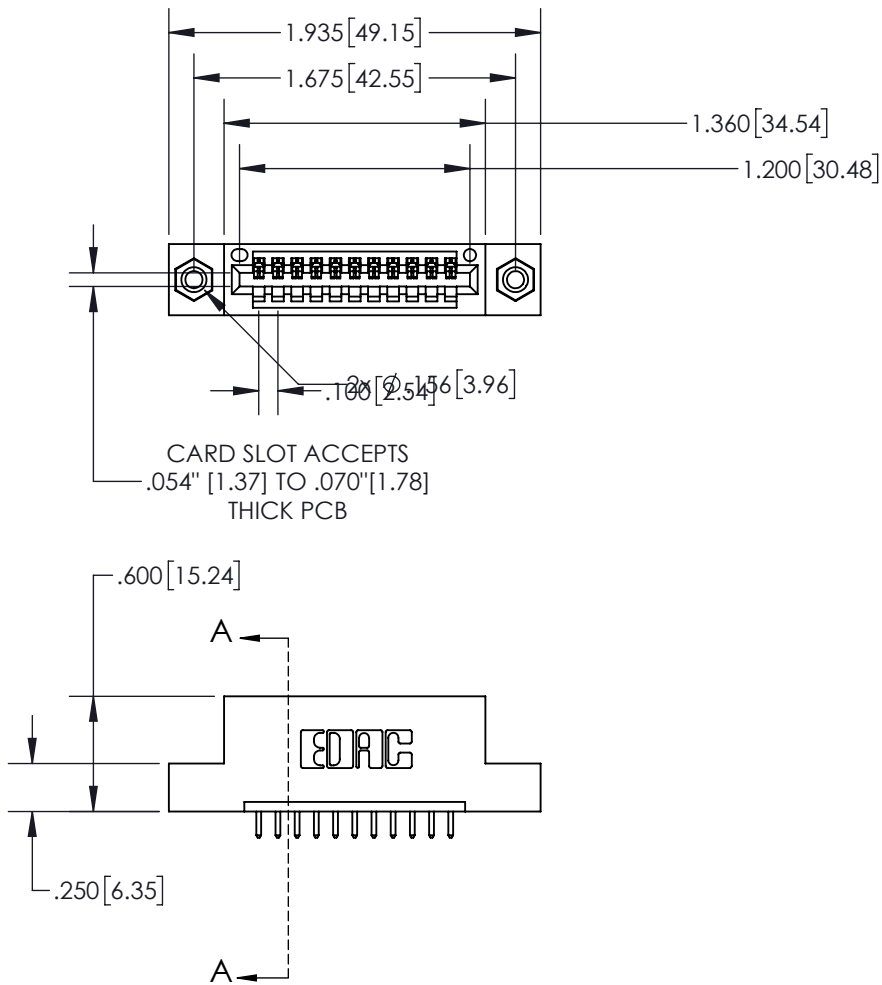 1.935[49.15]
1.675[42.55]
1.360[34.54]
1.200[30.48]
2x Ø .156 [3.96]
.100[2.54]
CARD SLOT ACCEPTS
.054" [1.37] TO .070"[1.78]
THICK PCB
.600[15.24]
A
EDAC
.250[6.35]
A